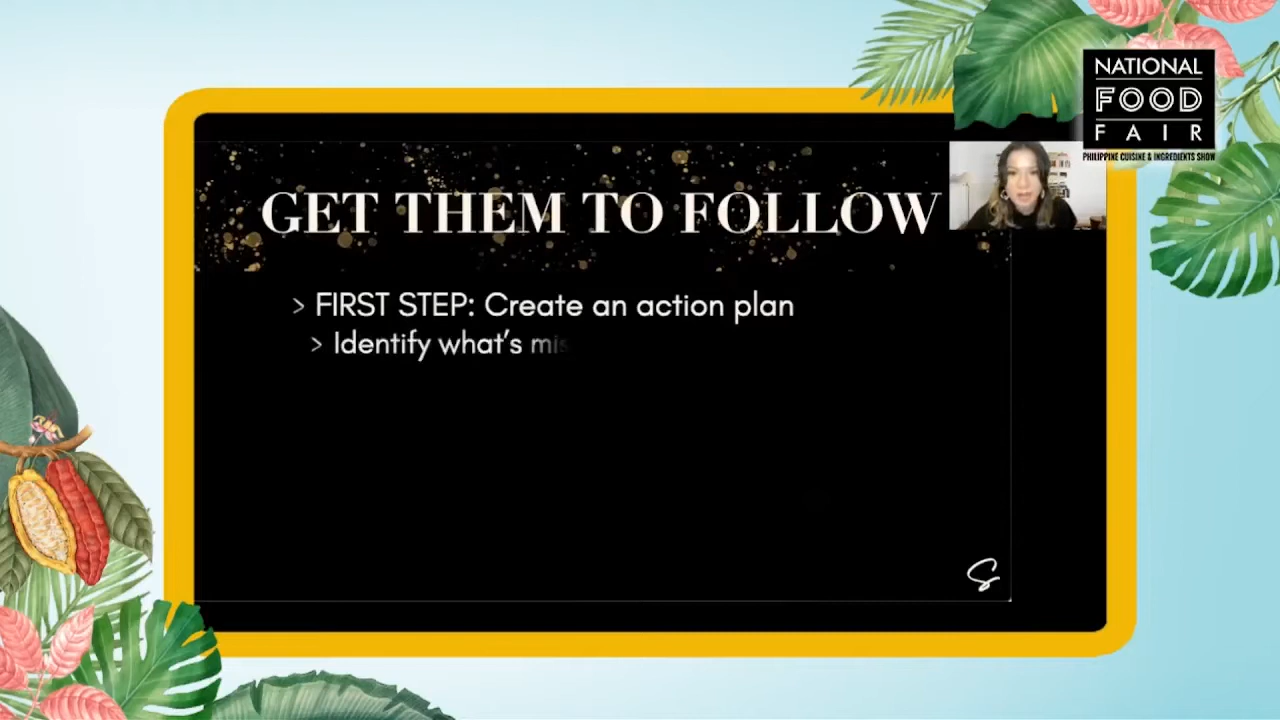 NATIONAL
FOOD
FAIR
PHILIPPINE CUISINE & INGREDIENTS SHOW
GET THEM TO FOLLOW
> FIRST STEP: Create an action plan
> Identify what's